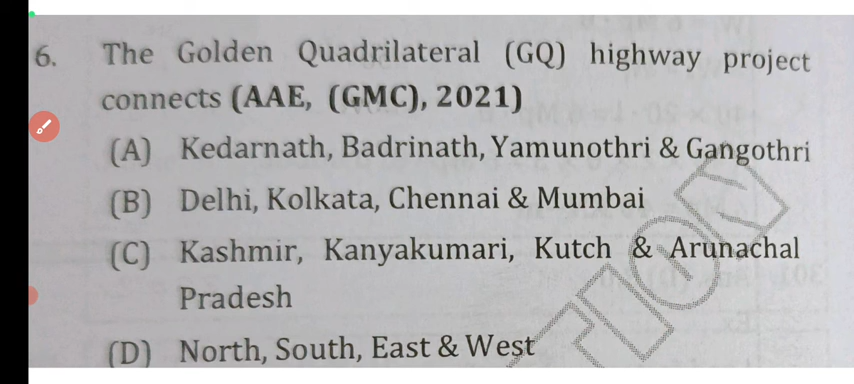 6. The Golden Quadrilateral (GQ) highway project
connects (AAE, (GMC), 2021)
(A) Kedarnath, Badrinath, Yamunothri & Gangothri
(B) Delhi, Kolkata, Chennai & Mumbai
(C) Kashmir, Kanyakumari, Kutch & Arunachal
Pradesh
(D) North, South, East & West